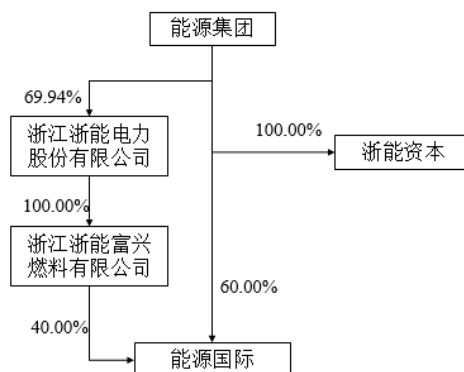 能源集团
69.94%
浙江浙能电力
股份有限公司
100.00%
浙能资本
100.00%
浙江浙能富兴
燃料有限公司
60.00%
40.00%
能源国际